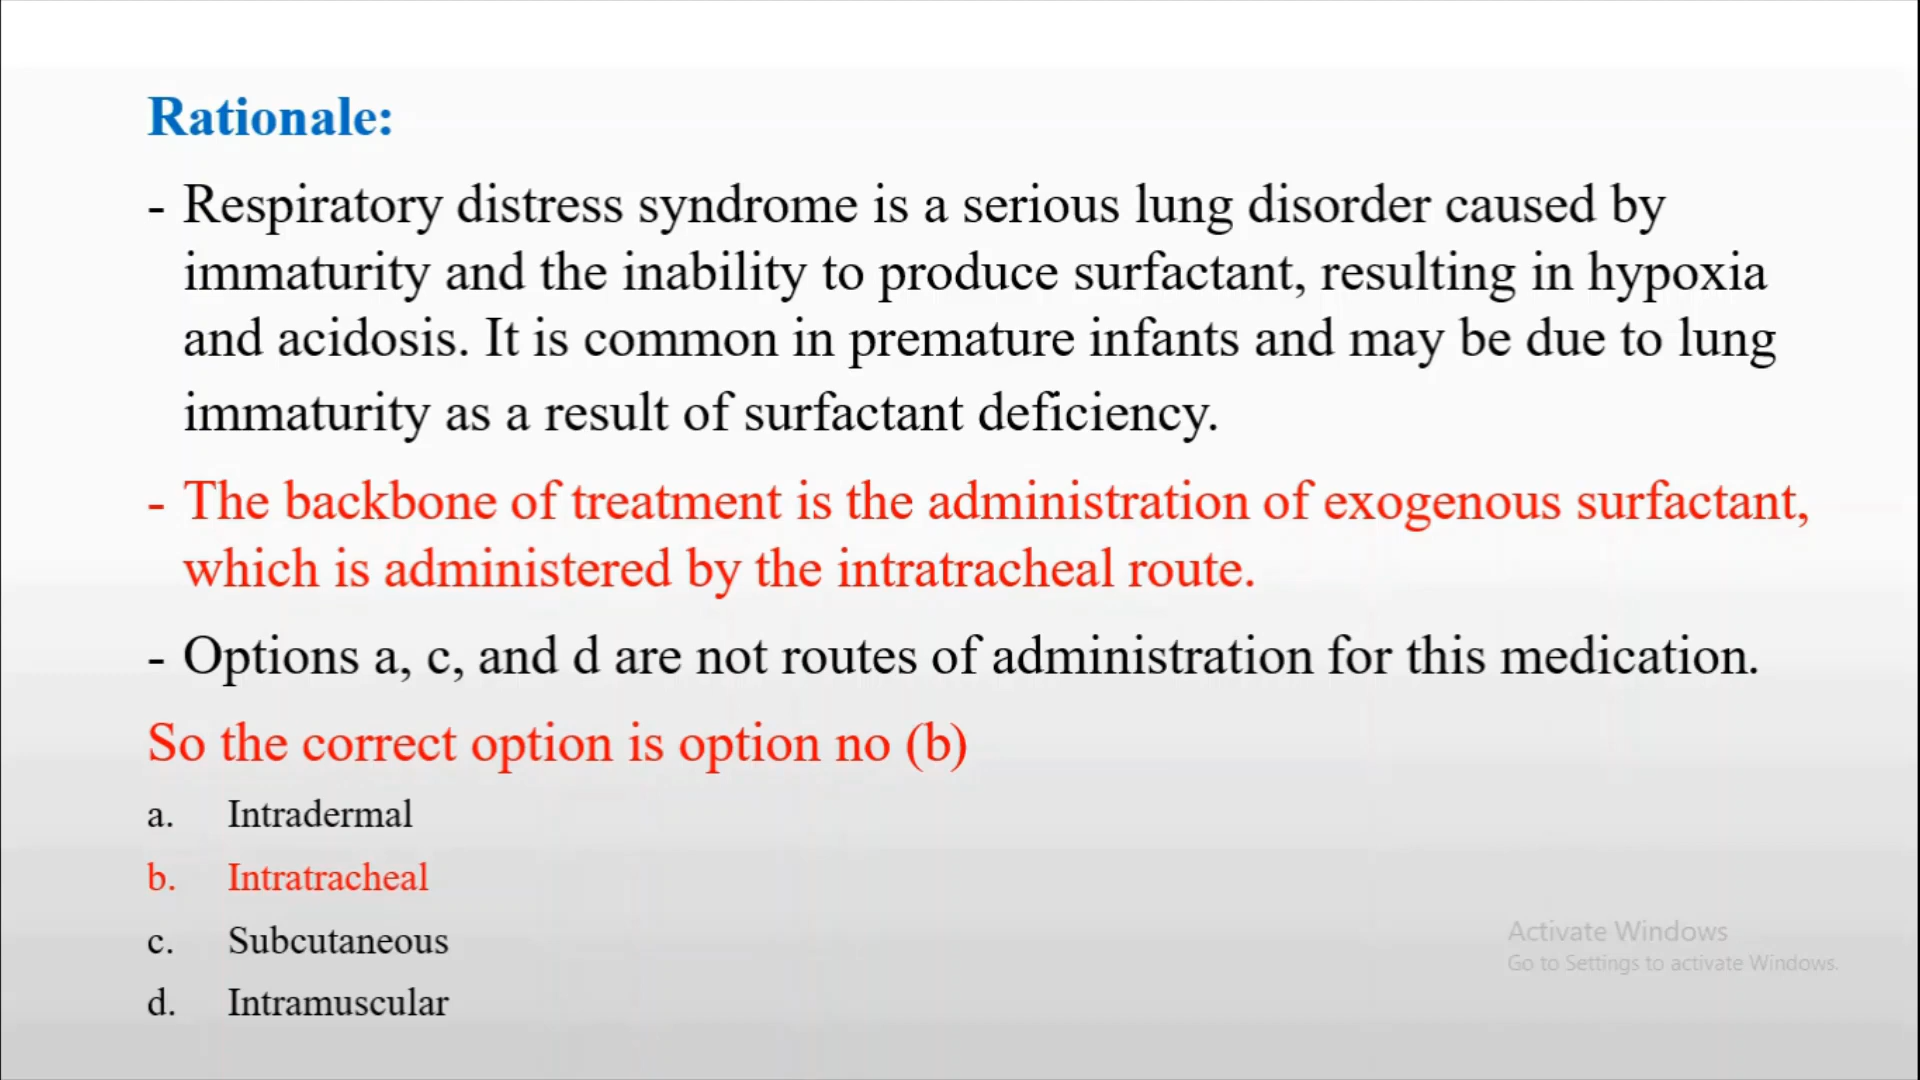 Rationale:
- Respiratory distress syndrome is a serious lung disorder caused by
immaturity and the inability to produce surfactant, resulting in hypoxia
and acidosis. It is common in premature infants and may be due to lung
immaturity as a result of surfactant deficiency.
- The backbone of treatment is the administration of exogenous surfactant,
which is administered by the intratracheal route.
- Options a, c, and d are not routes of administration for this medication.
So the correct option is option no (b)
a. Intradermal
b. Intratracheal
c. Subcutaneous
d. Intramuscular
Activate Windows
Go to Settings to activate Windows.